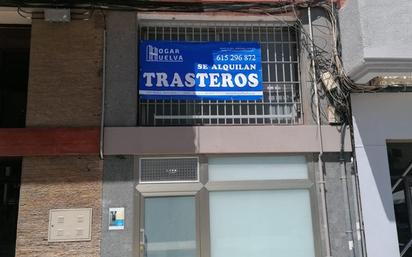 HOGAR
HUELVA
615 296 872
SE ALQUILAN
TRASTEROS